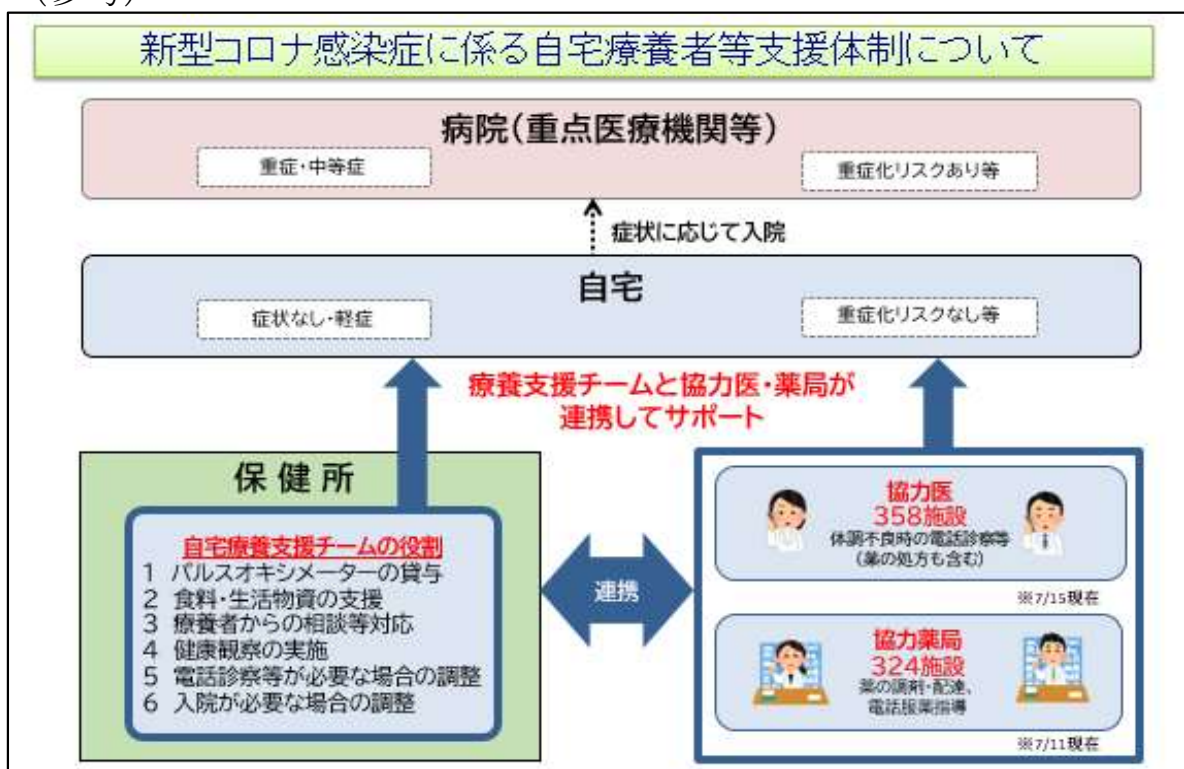 (参考)
新型コロナ感染症に係る自宅療養者等支援体制について
病院(重点医療機関等)
重症・中等症
重症化リスクあり等
症状に応じて入院
自宅
症状なし・軽症
重症化リスクなし等
療養支援チームと協力医・薬局が
連携してサポート
保健所
自宅療養支援チームの役割
1 パルスオキシメーターの貸与
2 食料・生活物資の支援
3 療養者からの相談等対応
4 健康観察の実施
5 電話診察等が必要な場合の調整
6 入院が必要な場合の調整
連携
協力医
358施設
体調不良時の電話診察等
(薬の処方も含む)
※7/15現在
協力薬局
324施設
薬の調剤・配達、
電話服薬指導
※7/11現在